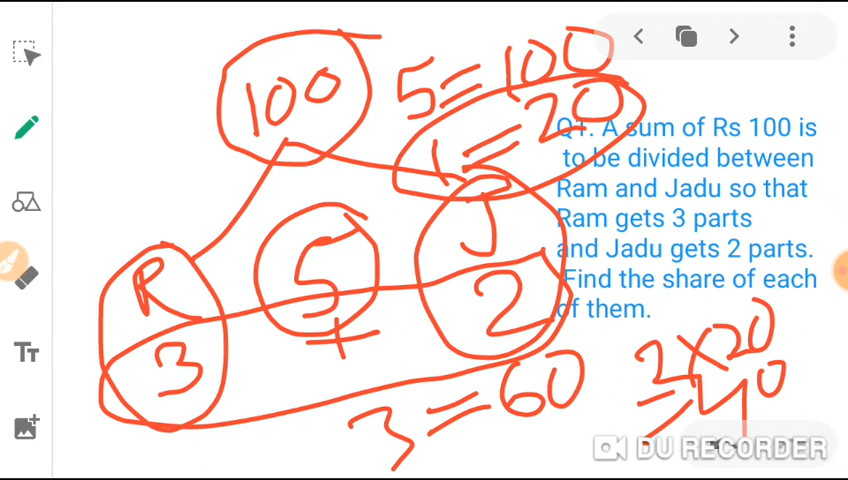 100
5=100
1=20
Q1. A sum of Rs 100 is
to be divided between
Ram and Jadu so that
Ram gets 3 parts
and Jadu gets 2 parts.
Find the share of each
of them.
R
3
5
+
J
2
3=60
2×20
=40
Tт
DU RECORDER